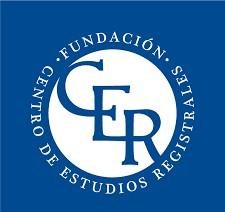 · FUNDACIÓN ·
CENTRO DE ESTUDIOS REGISTRALES
CER